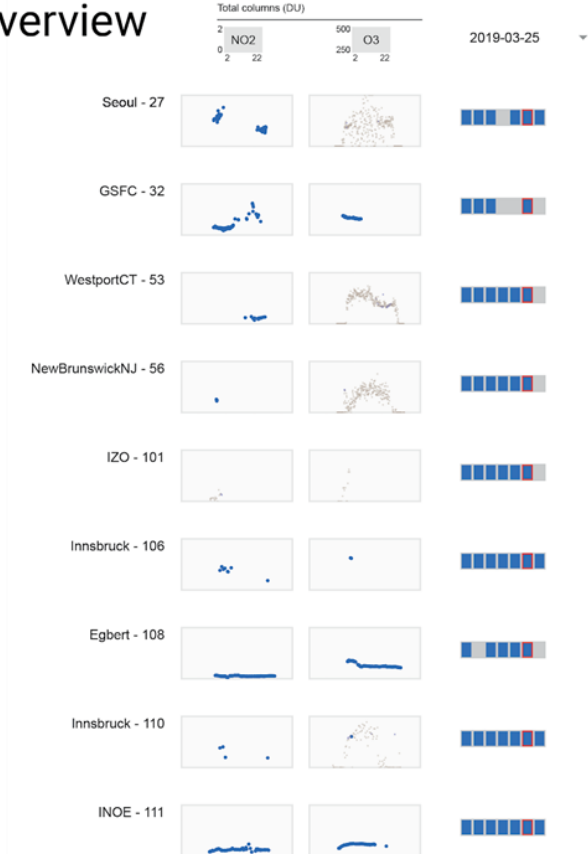 verview
Total columns (DU)
2 NO2 500 O3 2019-03-25
0 250
2 22 2 22
Seoul - 27
GSFC - 32
WestportCT - 53
NewBrunswickNJ - 56
IZO - 101
Innsbruck - 106
Egbert - 108
Innsbruck - 110
INOE - 111